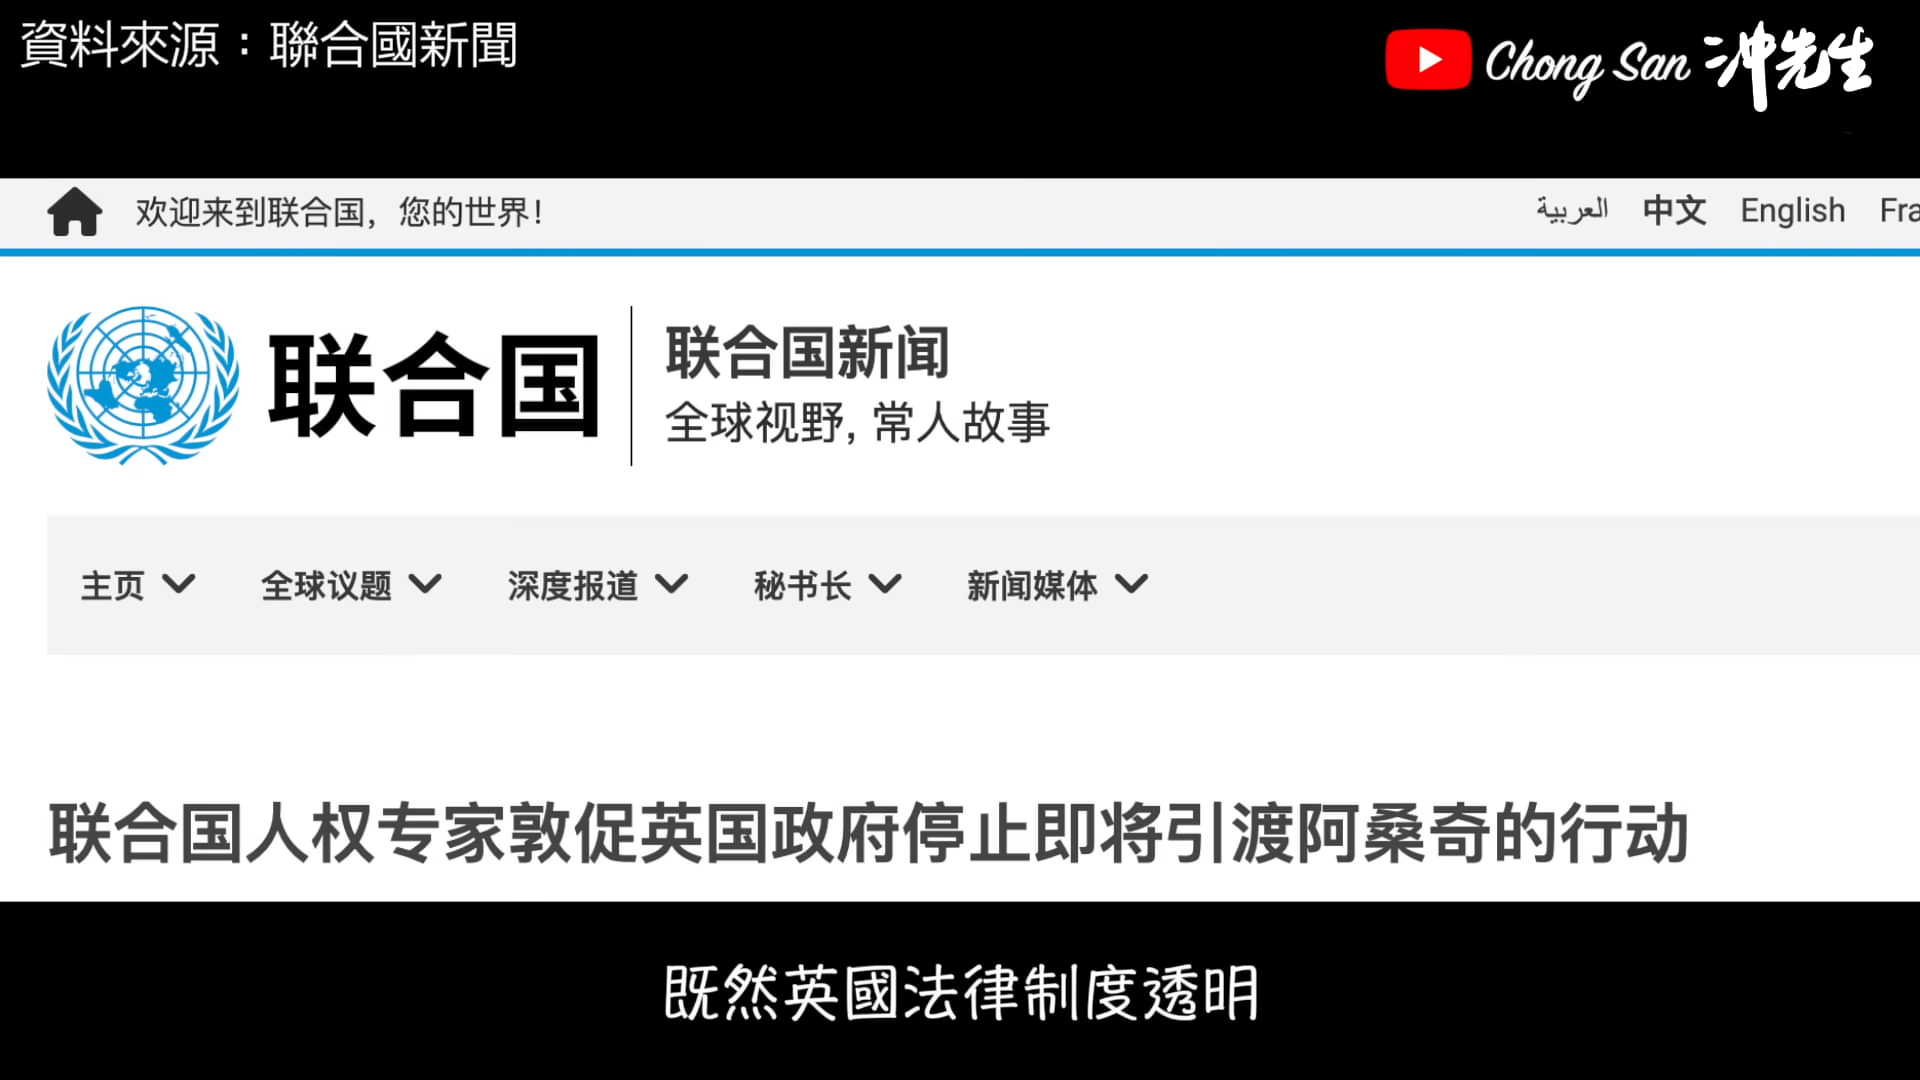 資料來源：聯合國新聞
Chong San 沖先生
欢迎来到联合国，您的世界！
العربية 中文 English Fra
联合国
联合国新闻
全球视野, 常人故事
主页 全球议题 深度报道 秘书长 新闻媒体
联合国人权专家敦促英国政府停止即将引渡阿桑奇的行动
既然英國法律制度透明